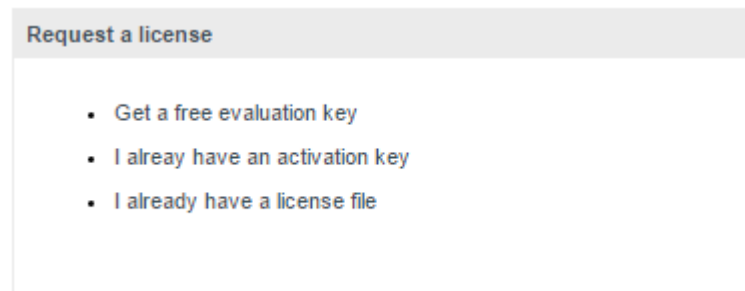 Request a license
Get a free evaluation key
I alreay have an activation key
I already have a license file